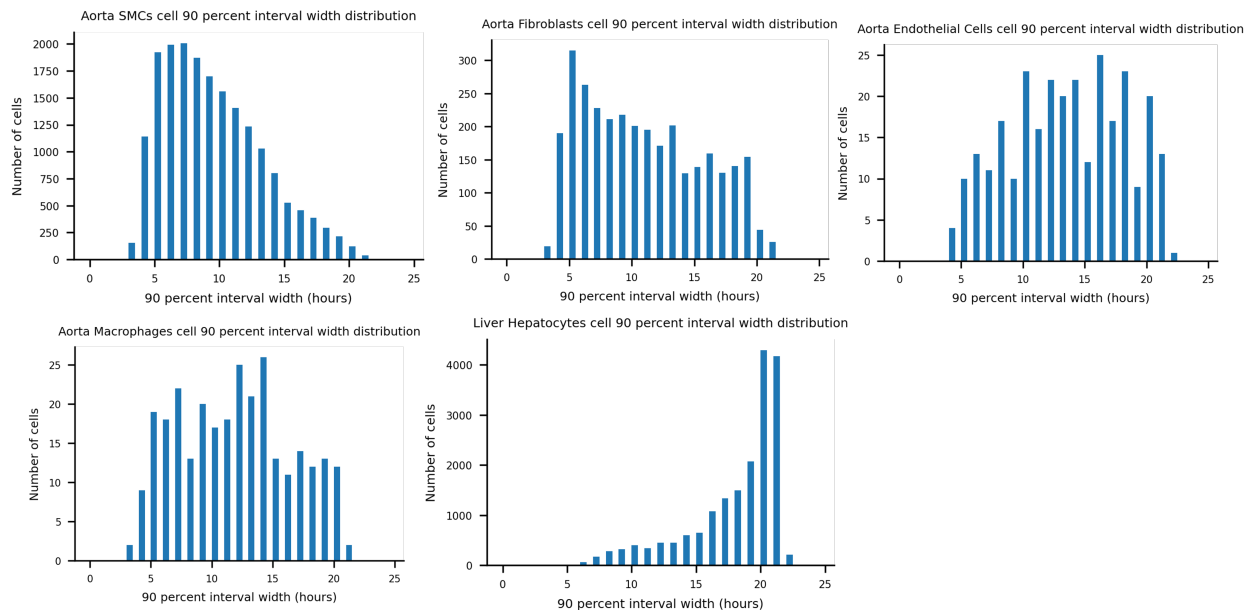 Aorta SMCs cell 90 percent interval width distribution
Number of cells
2000
1750
1500
1250
1000
750
500
250
0
0 5 10 15 20 25
90 percent interval width (hours)
Aorta Fibroblasts cell 90 percent interval width distribution
Number of cells
300
250
200
150
100
50
0
0 5 10 15 20 25
90 percent interval width (hours)
Aorta Endothelial Cells cell 90 percent interval width distribution
Number of cells
25
20
15
10
5
0
0 5 10 15 20 25
90 percent interval width (hours)
Aorta Macrophages cell 90 percent interval width distribution
Number of cells
25
20
15
10
5
0
0 5 10 15 20 25
90 percent interval width (hours)
Liver Hepatocytes cell 90 percent interval width distribution
Number of cells
4000
3000
2000
1000
0
0 5 10 15 20 25
90 percent interval width (hours)